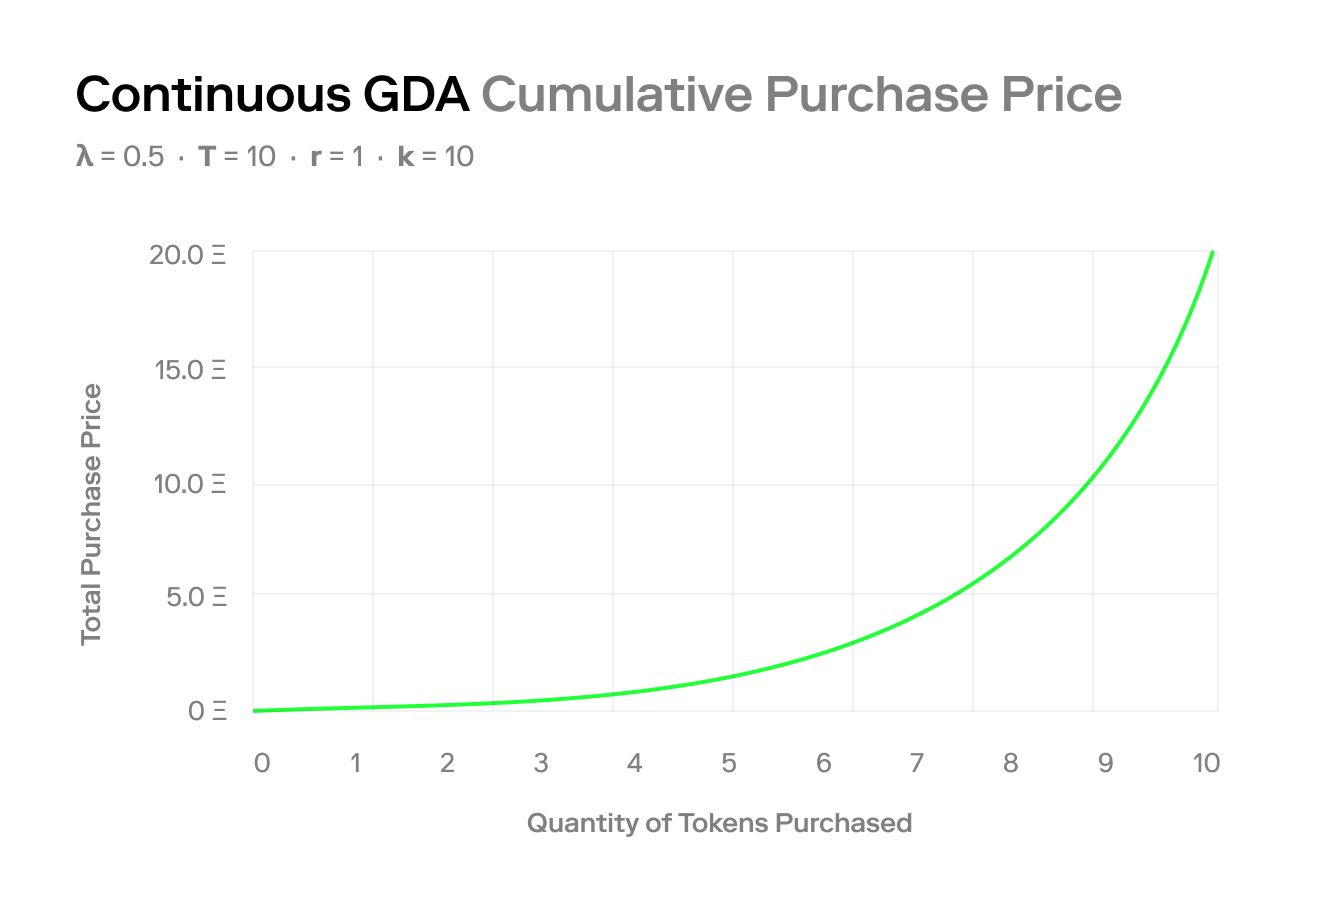 Continuous GDA Cumulative Purchase Price
λ = 0.5 · T = 10 · r = 1 · k = 10
20.0 Ξ
15.0 Ξ
10.0 Ξ
5.0 Ξ
0 Ξ
Total Purchase Price
0 1 2 3 4 5 6 7 8 9 10
Quantity of Tokens Purchased